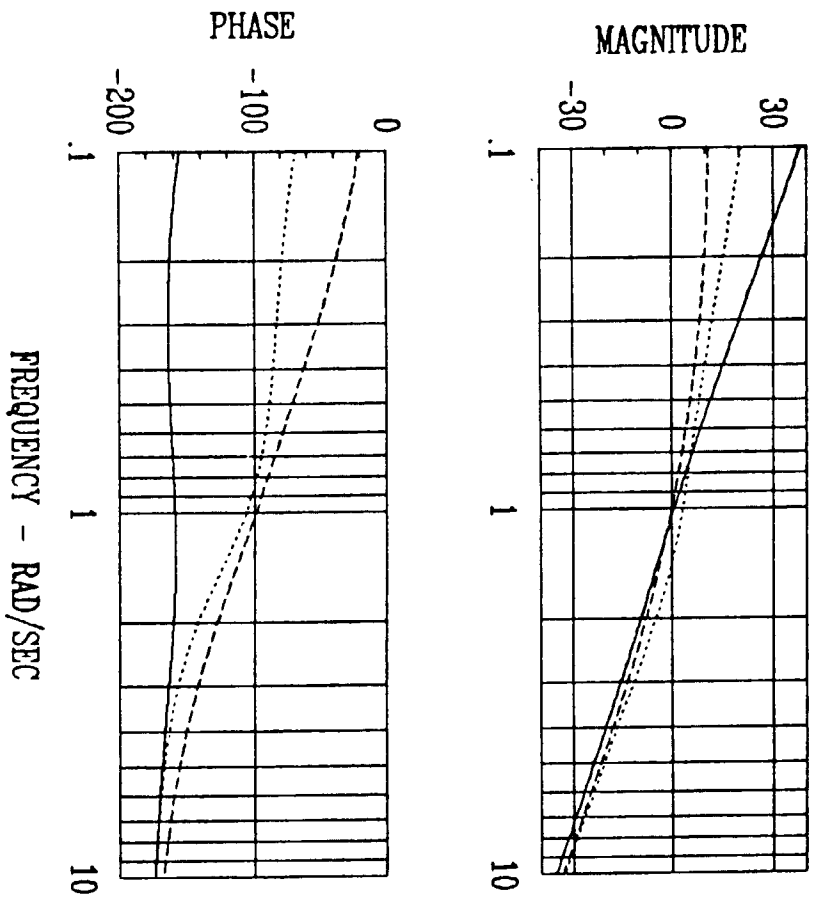 MAGNITUDE
30
0
-30
.1 1 10
PHASE
0
-100
-200
.1 1 10
FREQUENCY - RAD/SEC